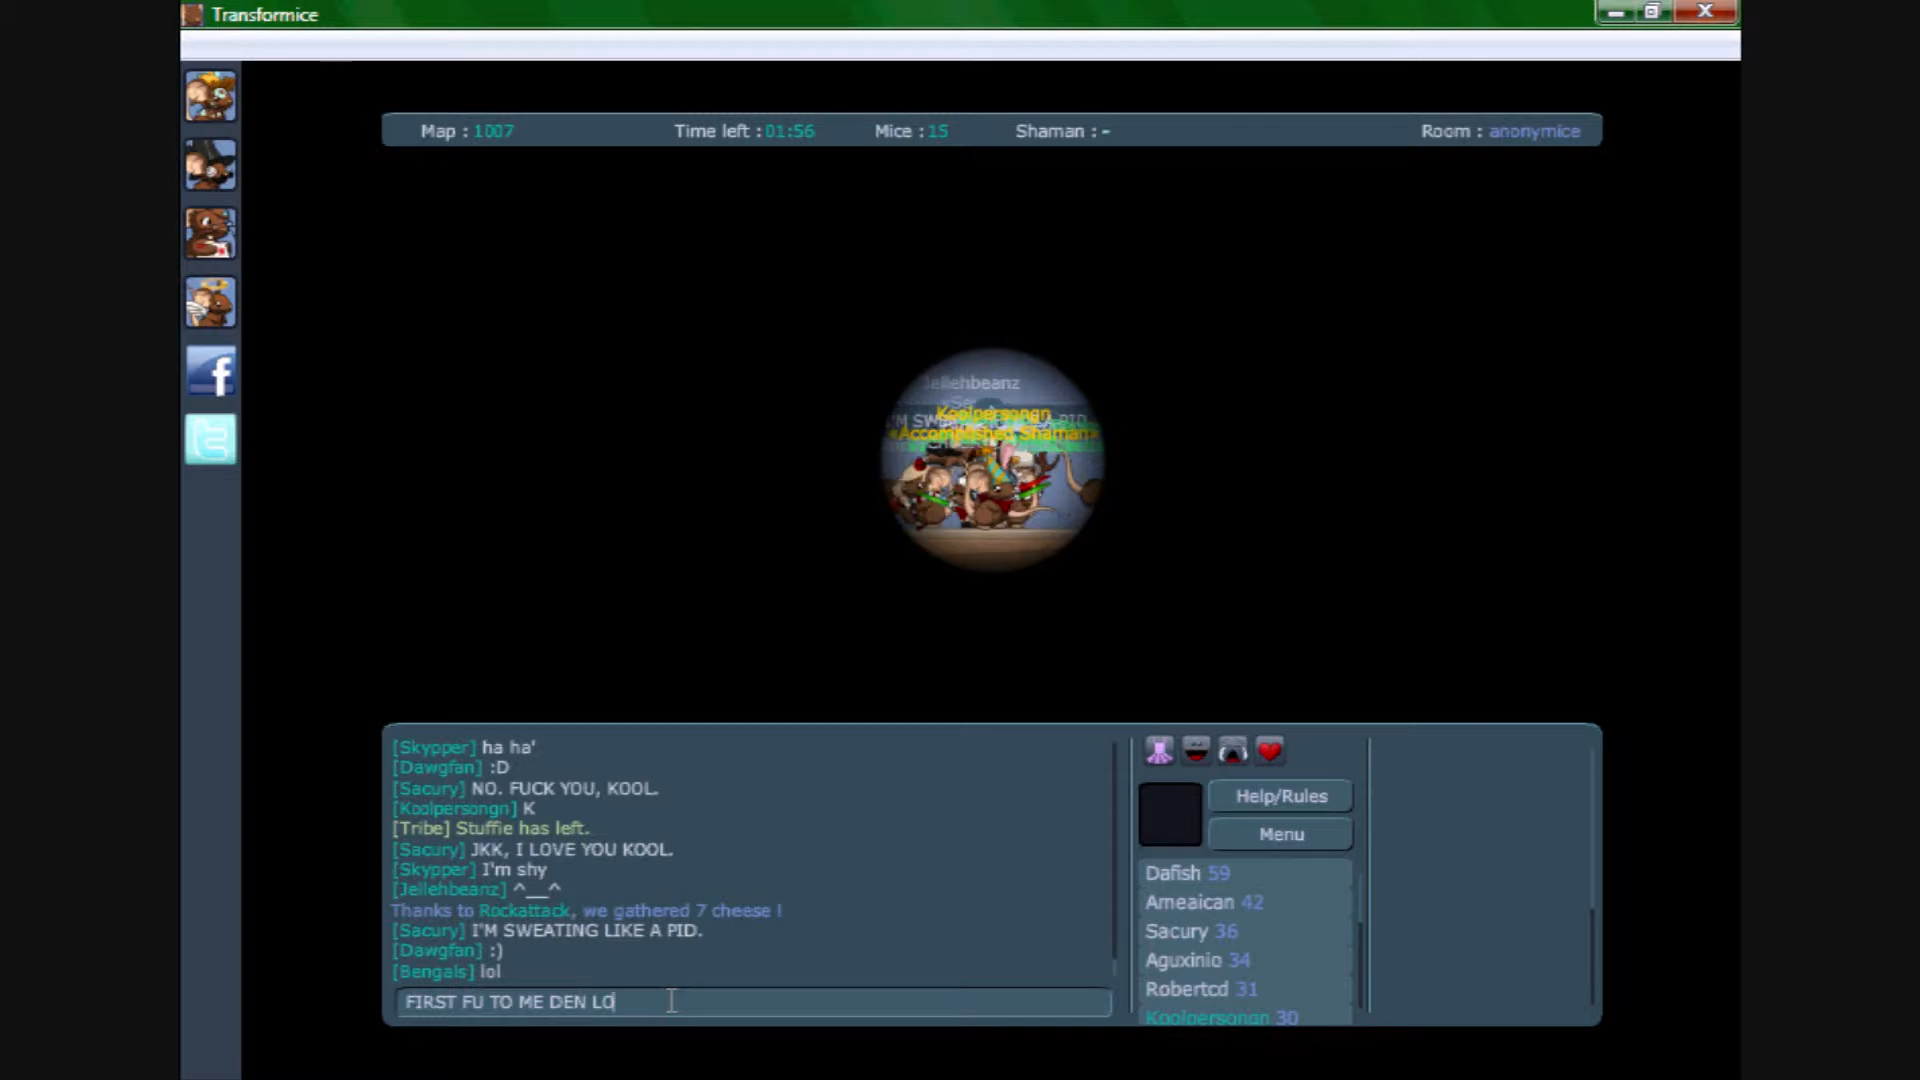 Transformice
Map : 1007 Time left : 01:56 Mice : 15 Shaman : - Room : anonymice
Jellehbeanz
Koolpersongn
«Accomplished Shaman»
[Skypper] ha ha'
[Dawgfan] :D
[Sacury] NO. FUCK YOU, KOOL.
[Koolpersongn] K
[Tribe] Stuffie has left.
[Sacury] JKK, I LOVE YOU KOOL.
[Skypper] I'm shy
[Jellehbeanz] ^__^
Thanks to Rockattack, we gathered 7 cheese !
[Sacury] I'M SWEATING LIKE A PID.
[Dawgfan] :)
[Bengals] lol
FIRST FU TO ME DEN LO
Help/Rules
Menu
Dafish 59
Ameaican 42
Sacury 36
Aguxinio 34
Robertcd 31
Koolpersongn 30